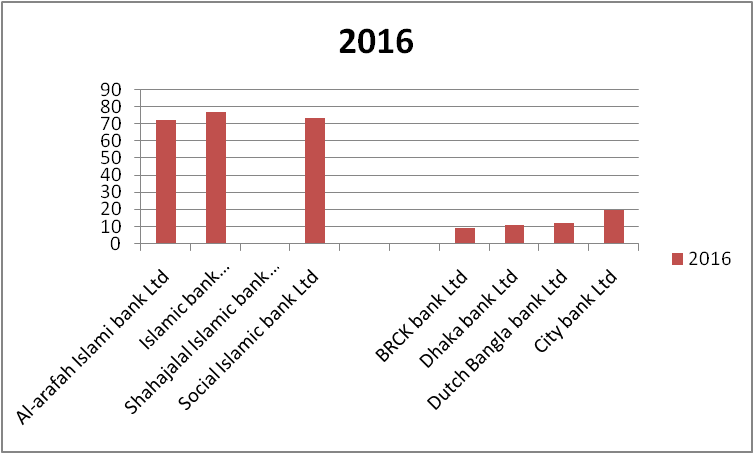 2016
90
80
70
60
50
40
30
20
10
0
Al-arafah Islami bank Ltd
Islamic bank...
Shahajalal Islamic bank...
Social Islamic bank Ltd
BRCK bank Ltd
Dhaka bank Ltd
Dutch Bangla bank Ltd
City bank Ltd
2016